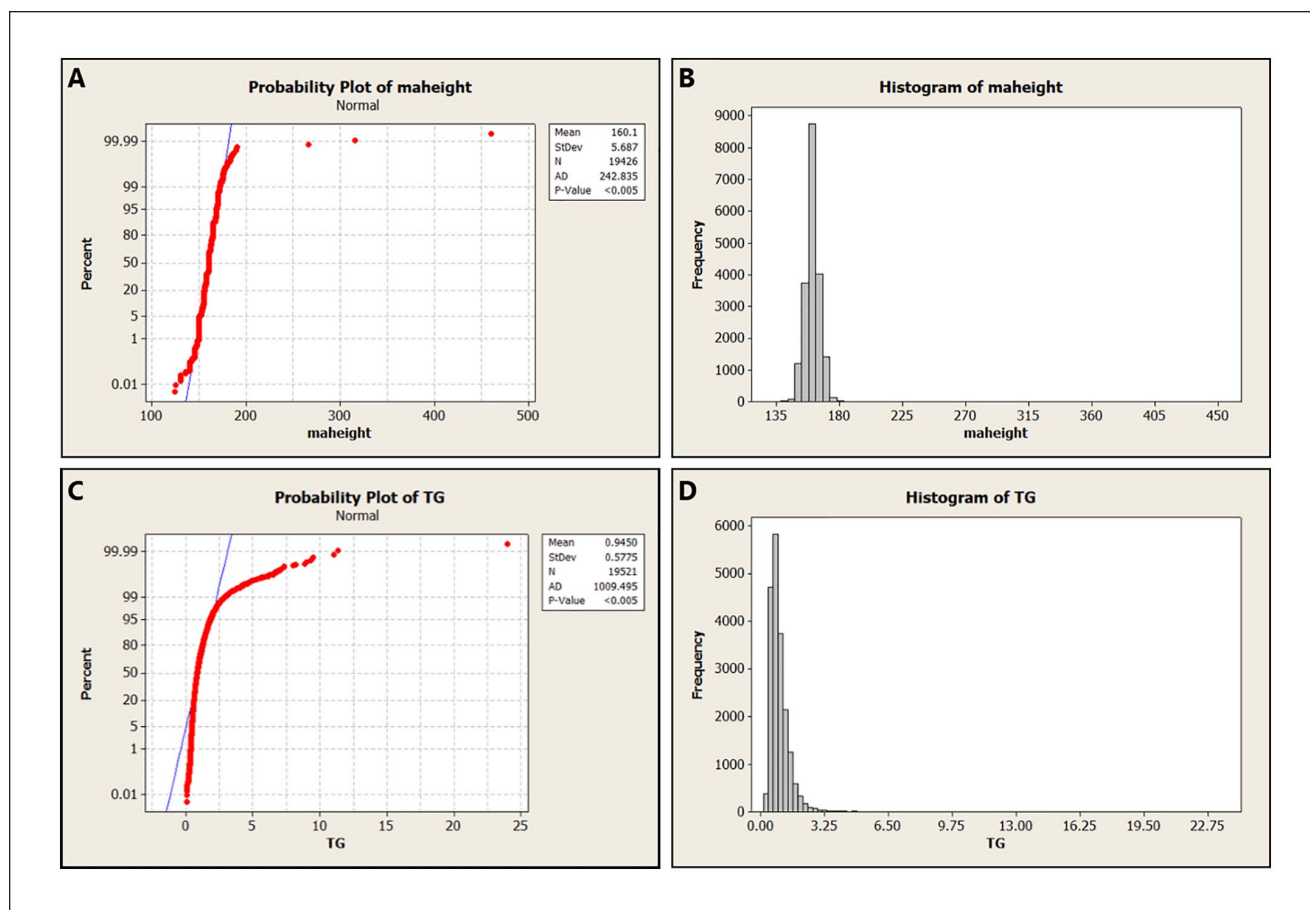 A
Probability Plot of maheight
Normal
Percent
99.99
99
95
80
50
20
5
1
0.01
100 200 300 400 500
maheight
Mean 160.1
StDev 5.687
N 19426
AD 242.835
P-Value <0.005
B
Histogram of maheight
Frequency
9000
8000
7000
6000
5000
4000
3000
2000
1000
0
135 180 225 270 315 360 405 450
maheight
C
Probability Plot of TG
Normal
Percent
99.99
99
95
80
50
20
5
1
0.01
0 5 10 15 20 25
TG
Mean 0.9450
StDev 0.5775
N 19521
AD 1009.495
P-Value <0.005
D
Histogram of TG
Frequency
6000
5000
4000
3000
2000
1000
0
0.00 3.25 6.50 9.75 13.00 16.25 19.50 22.75
TG